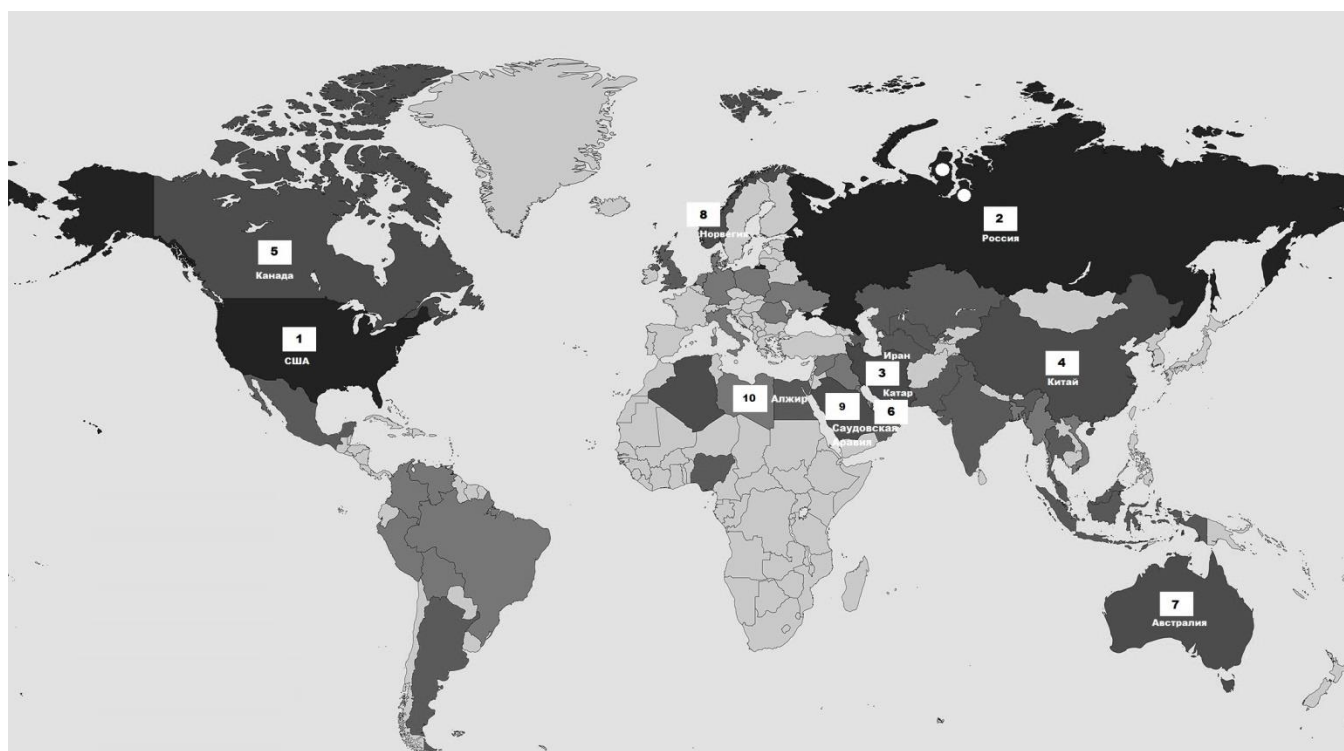 8
Норвегия
2
Россия
5
Канада
1
США
Иран
3
Катар
4
Китай
10
Алжир
9
6
Саудовская
Аравия
7
Австралия